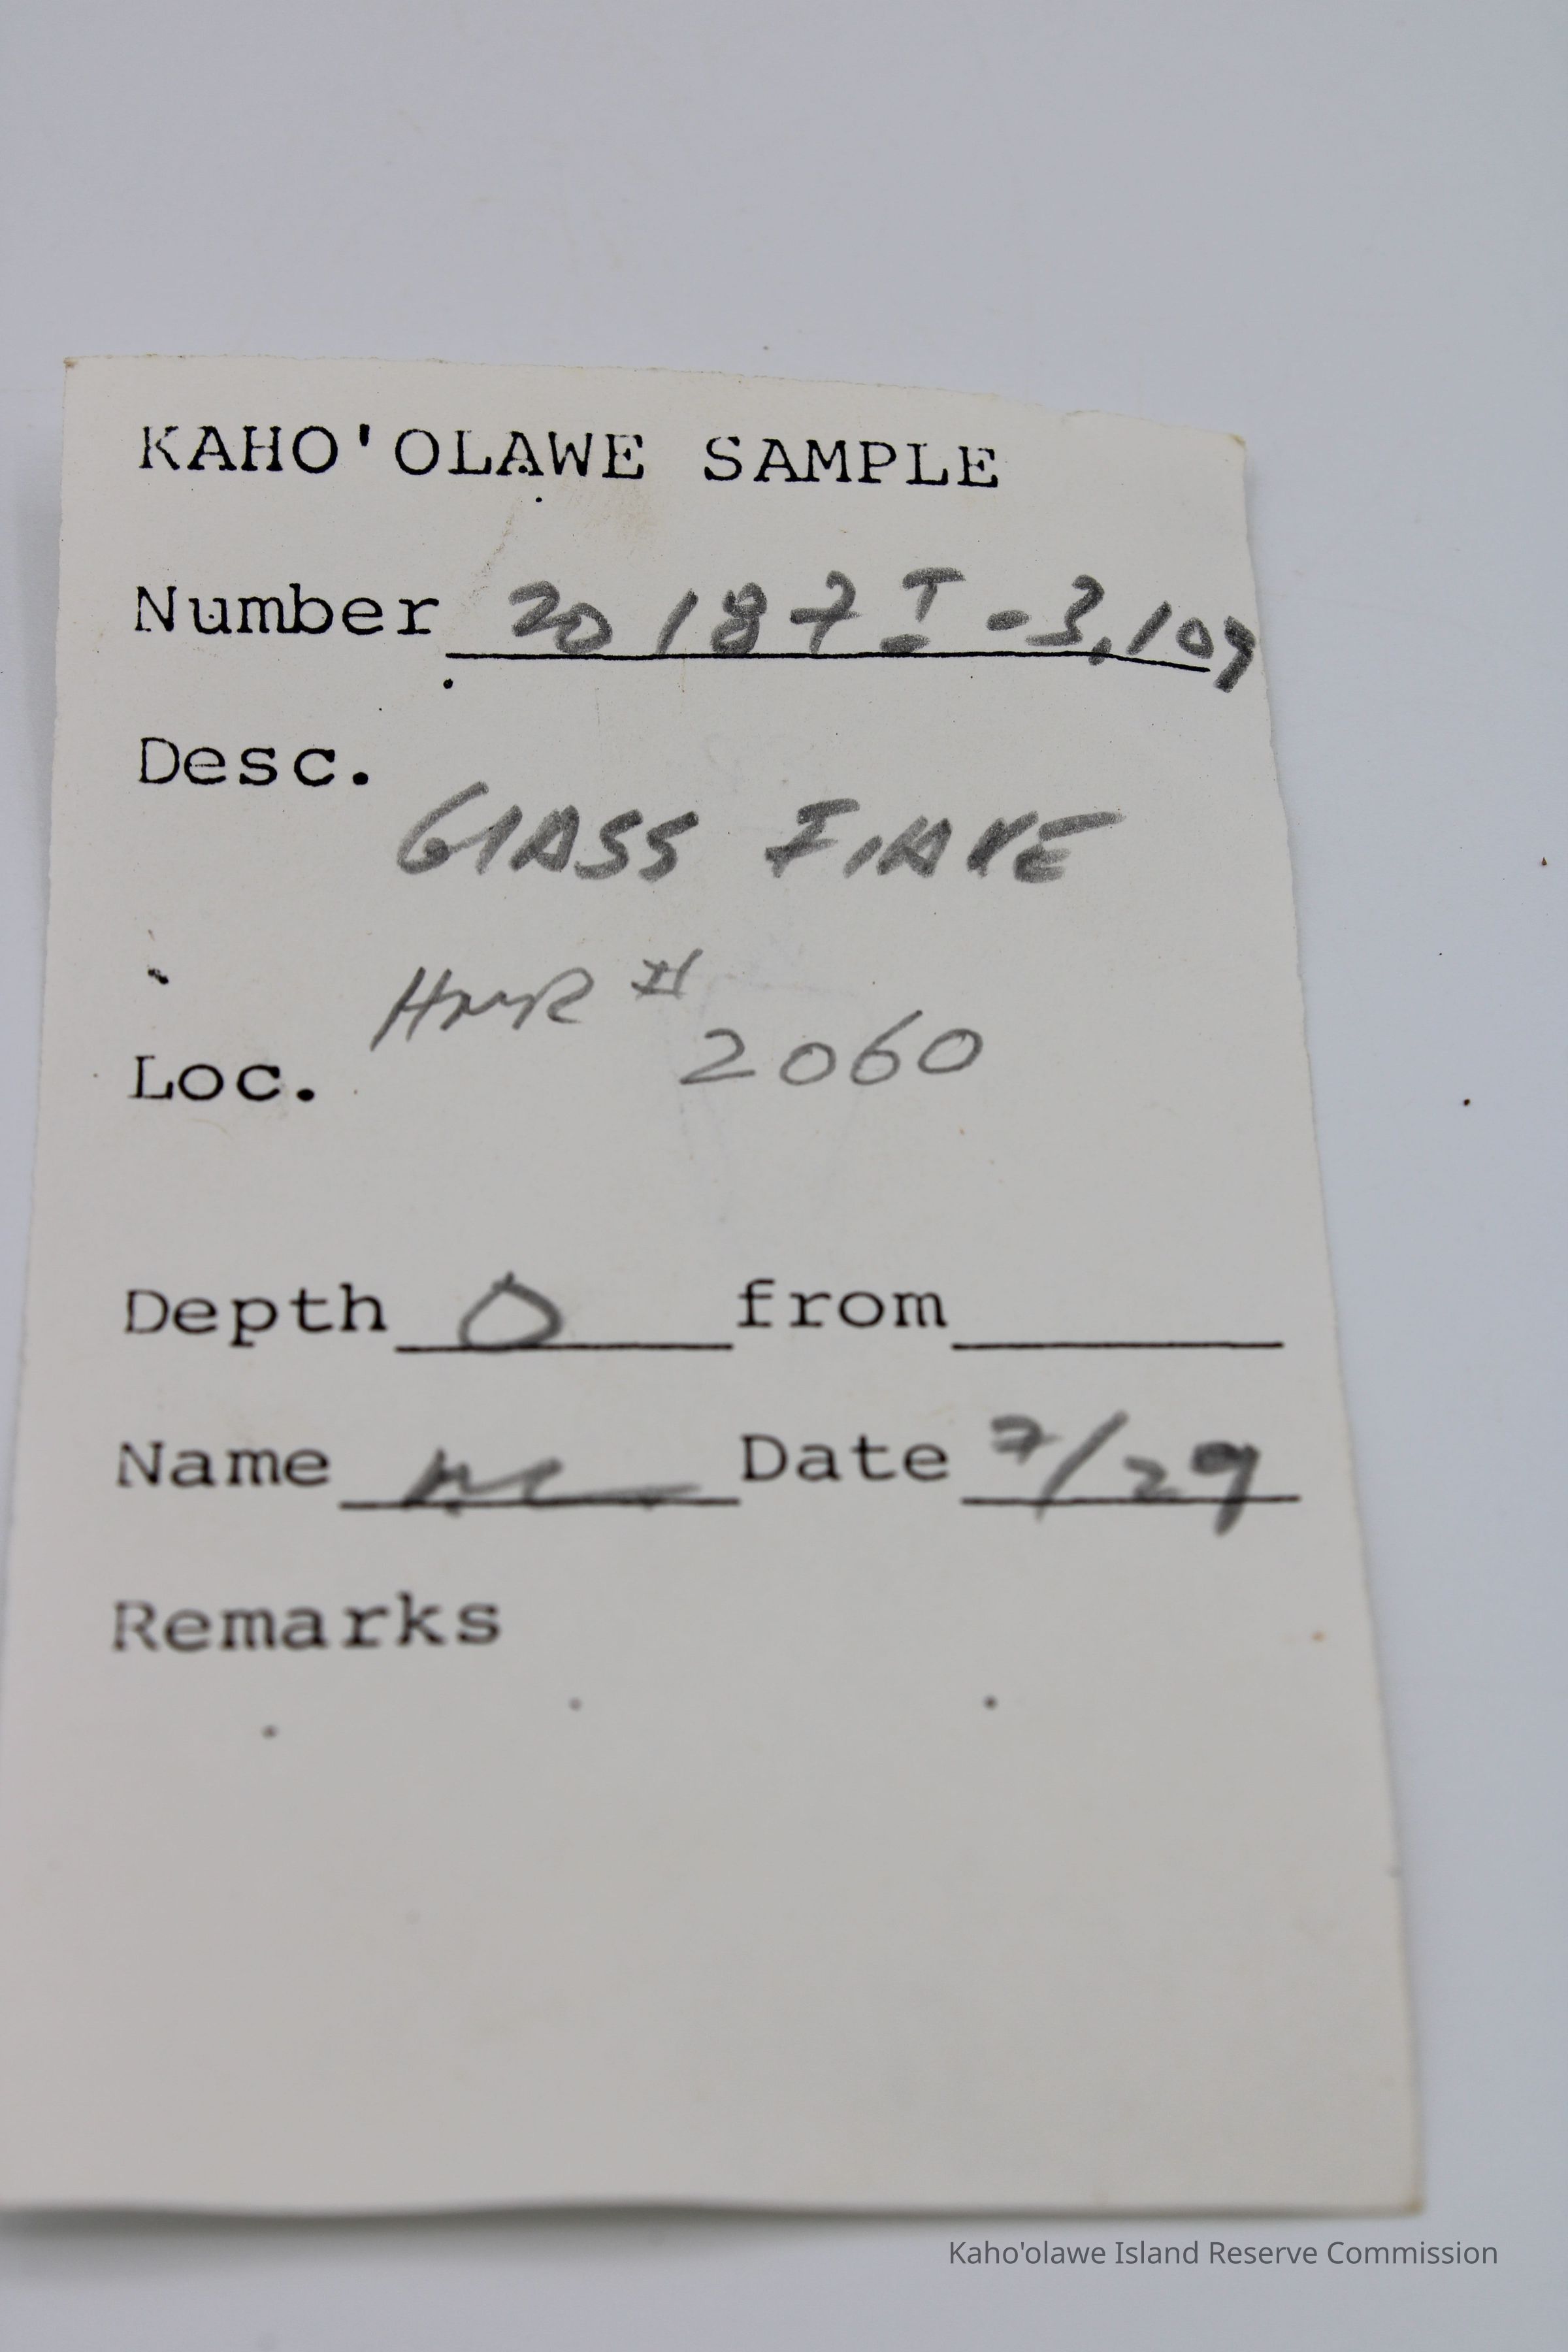 KAHO'OLAWE SAMPLE
Number 20187 I-3,109
Desc.
GLASS FLAKE
HMR #
2060
Loc.
Depth 0 from
Name Date 7/29
Remarks
Kaho'olawe Island Reserve Commission